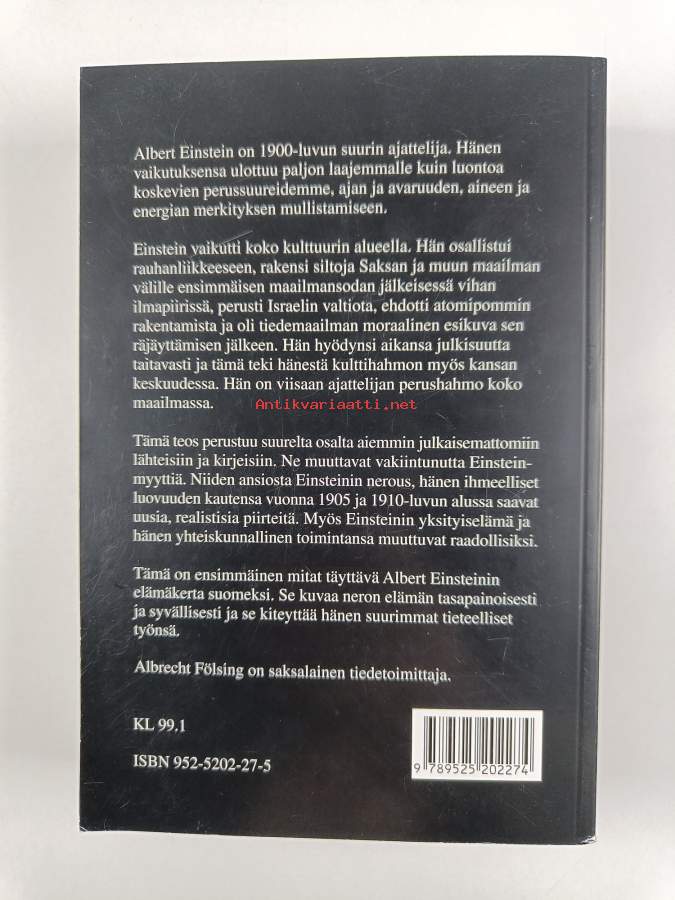 Albert Einstein on 1900-luvun suurin ajattelija. Hänen
vaikutuksensa ulottuu paljon laajemmalle kuin luontoa
koskevien perussuureidemme, ajan ja avaruuden, aineen ja
energian merkityksen mullistamiseen.
Einstein vaikutti koko kulttuurin alueella. Hän osallistui
rauhanliikkeeseen, rakensi siltoja Saksan ja muun maailman
välille ensimmäisen maailmansodan jälkeisessä vihan
ilmapiirissä, perusti Israelin valtiota, ehdotti atomipommin
rakentamista ja oli tiedemaailman moraalinen esikuva sen
räjäyttämisen jälkeen. Hän hyödynsi aikansa julkisuutta
taitavasti ja tämä teki hänestä kulttihahmon myös kansan
keskuudessa. Hän on viisaan ajattelijan perushahmo koko
maailmassa.
Antikvariaatti.net
Tämä teos perustuu suurelta osalta aiemmin julkaisemattomiin
lähteisiin ja kirjeisiin. Ne muuttavat vakiintunutta Einstein-
myyttiä. Niiden ansiosta Einsteinin nerous, hänen ihmeelliset
luovuuden kautensa vuonna 1905 ja 1910-luvun alussa saavat
uusia, realistisia piirteitä. Myös Einsteinin yksityiselämä ja
hänen yhteiskunnallinen toimintansa muuttuvat raadollisiksi.
Tämä on ensimmäinen mitat täyttävä Albert Einsteinin
elämäkerta suomeksi. Se kuvaa neron elämän tasapainoisesti
ja syvällisesti ja se kiteyttää hänen suurimmat tieteelliset
työnsä.
Albrecht Fölsing on saksalainen tiedetoimittaja.
KL 99.1
ISBN 952-5202-27-5
9 789525 202274